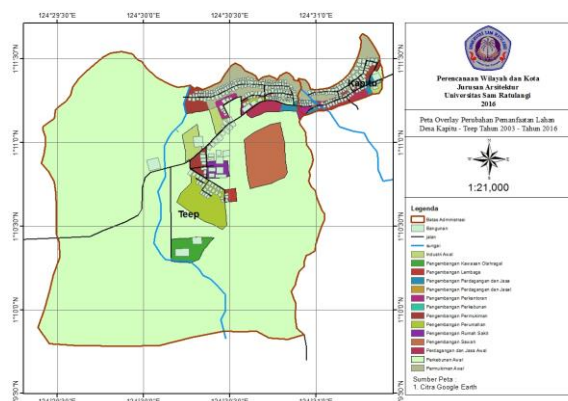 124°29'30"E 124°30'0"E 124°30'30"E 124°31'0"E
1°11'30"N
1°11'0"N
1°10'30"N
1°10'0"N
Kapitu
Teep
Perencanaan Wilayah dan Kota
Jurusan Arsitektur
Universitas Sam Ratulangi
2016
Peta Overlay Perubahan Pemanfaatan Lahan
Desa Kapitu - Teep Tahun 2003 - Tahun 2016
1:21,000
Legenda
Batas Administrasi
Bangunan
jalan
sungai
Industri Awal
Pengembangan Kawasan Olahraga
Pengembangan Lembaga
Pengembangan Perdagangan dan Jasa
Pengembangan Perdagangan dan Jasa
Pengembangan Perkantoran
Pengembangan Perkebunan
Pengembangan Permukiman
Pengembangan Perumahan
Pengembangan Rumah Sakit
Pengembangan Sawah
Perdagangan dan Jasa Awal
Perkebunan Awal
Permukiman Awal
Sumber Peta :
1. Citra Google Earth